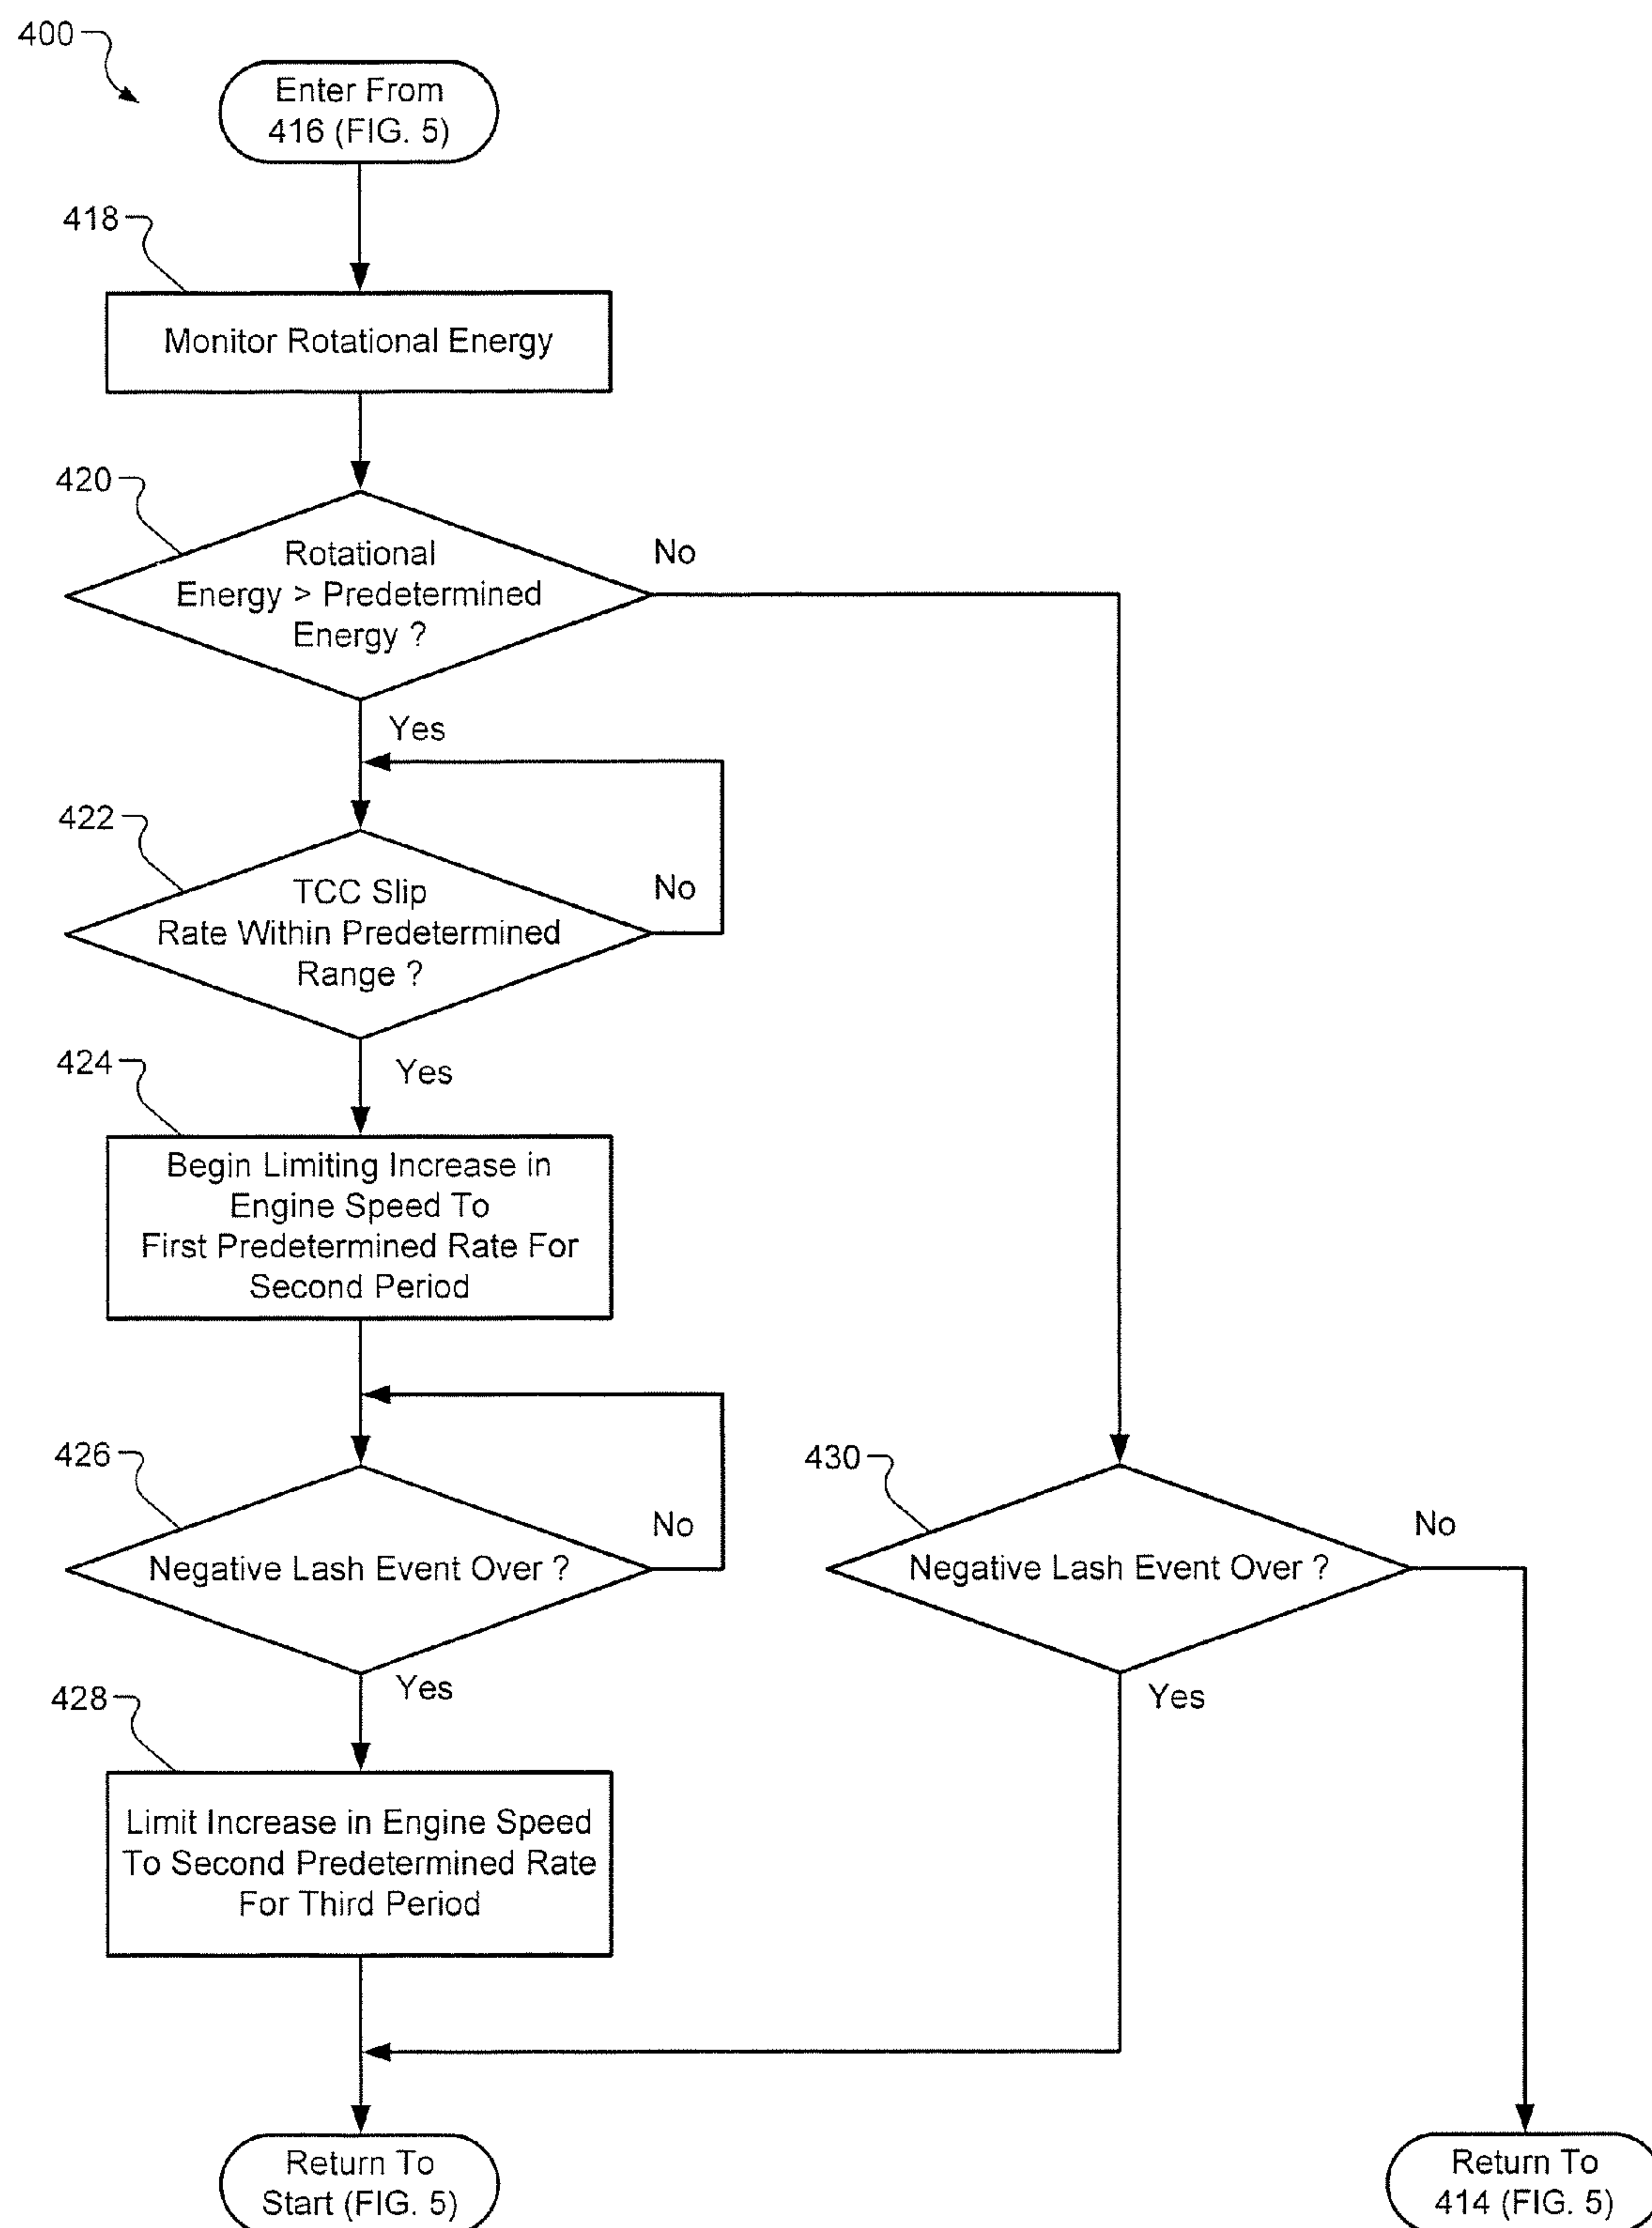 400
Enter From
416 (FIG. 5)
418
Monitor Rotational Energy
420
Rotational
Energy > Predetermined
Energy ?
No
Yes
422
TCC Slip
Rate Within Predetermined
Range ?
No
Yes
424
Begin Limiting Increase in
Engine Speed To
First Predetermined Rate For
Second Period
426
Negative Lash Event Over ?
No
Yes
430
Negative Lash Event Over ?
No
Yes
428
Limit Increase in Engine Speed
To Second Predetermined Rate
For Third Period
Return To
Start (FIG. 5)
Return To
414 (FIG. 5)